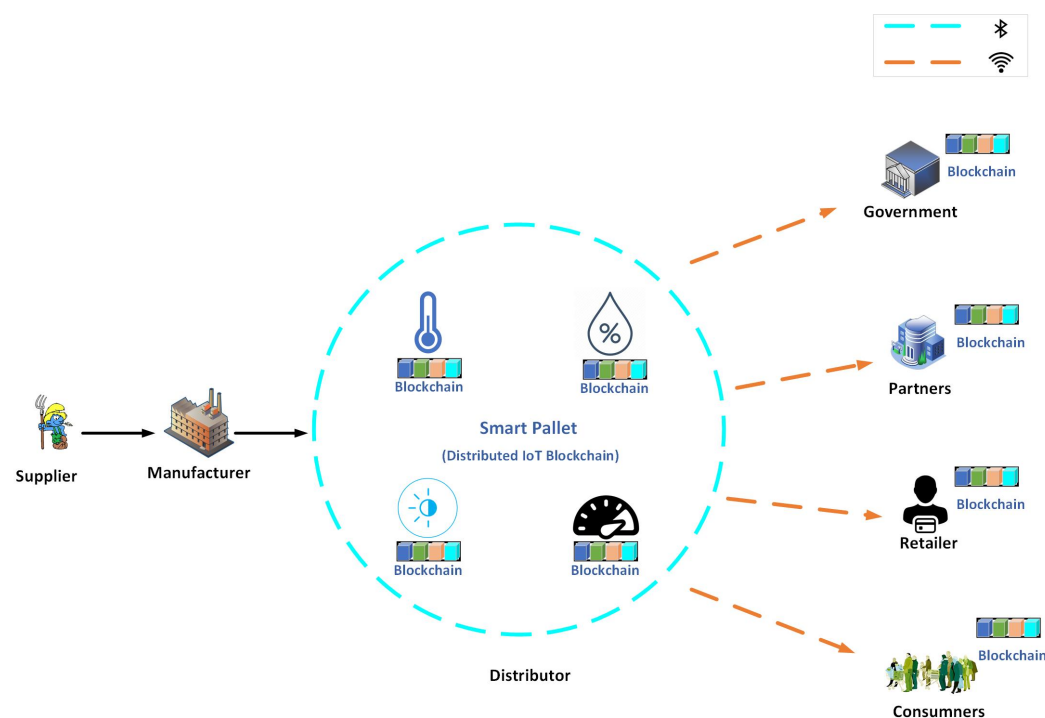 Blockchain
Government
Blockchain
Partners
Blockchain
Blockchain
Smart Pallet
(Distributed IoT Blockchain)
Supplier
Manufacturer
Blockchain
Retailer
Blockchain
Blockchain
Distributor
Blockchain
Consumners
%